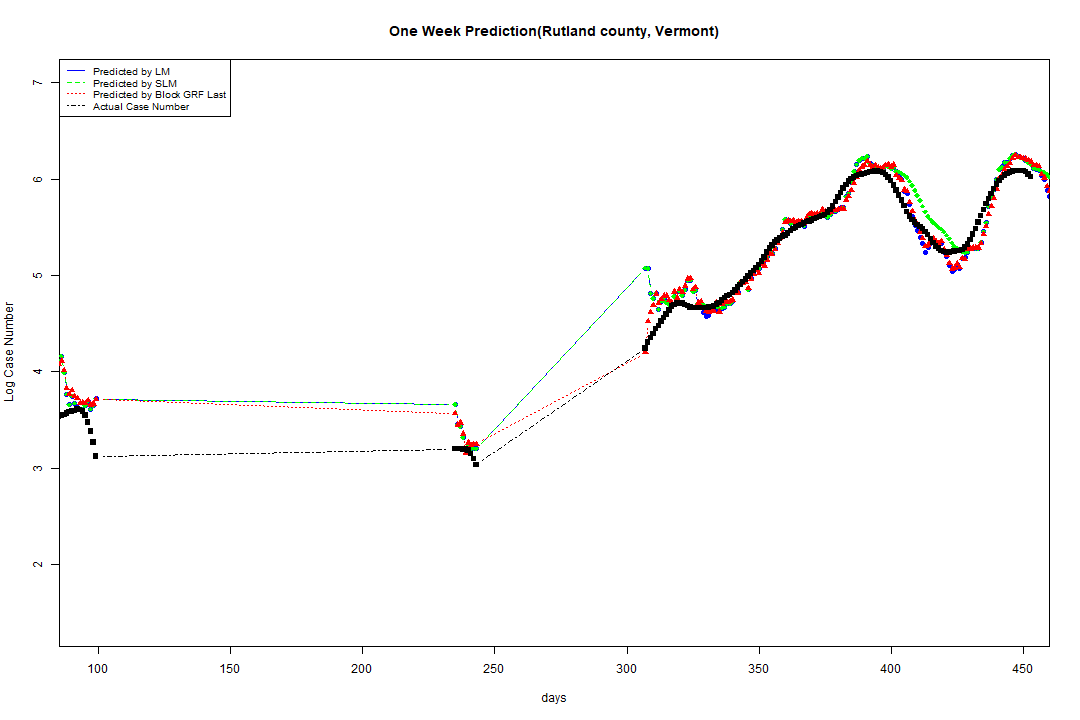 One Week Prediction(Rutland county, Vermont)
Predicted by LM
Predicted by SLM
Predicted by Block GRF Last
Actual Case Number
Log Case Number
7
6
5
4
3
2
100 150 200 250 300 350 400 450
days